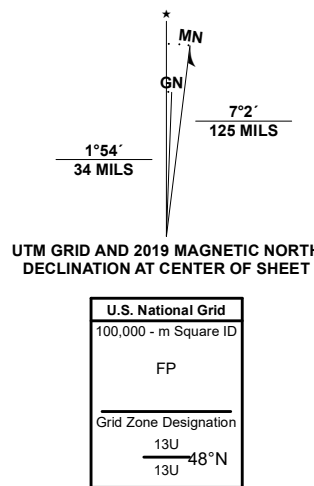 ★
MN
GN
7°2´
125 MILS
1°54´
34 MILS
UTM GRID AND 2019 MAGNETIC NORTH
DECLINATION AT CENTER OF SHEET
U.S. National Grid
100,000 - m Square ID
FP
Grid Zone Designation
13U
48°N
13U